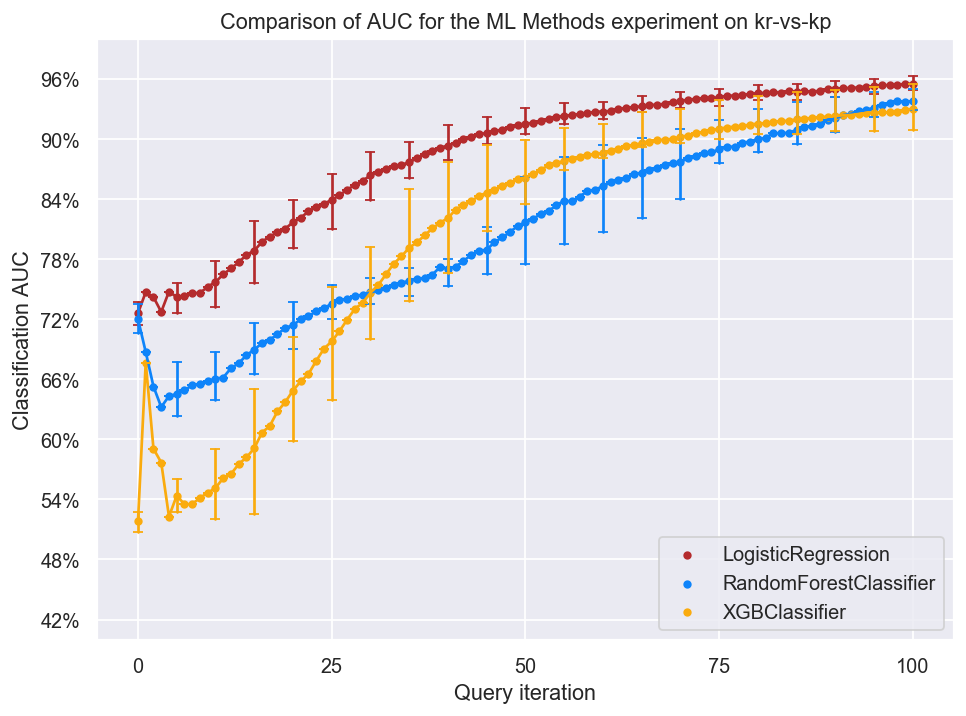 Comparison of AUC for the ML Methods experiment on kr-vs-kp
Classification AUC
96%
90%
84%
78%
72%
66%
60%
54%
48%
42%
LogisticRegression
RandomForestClassifier
XGBClassifier
0 25 50 75 100
Query iteration